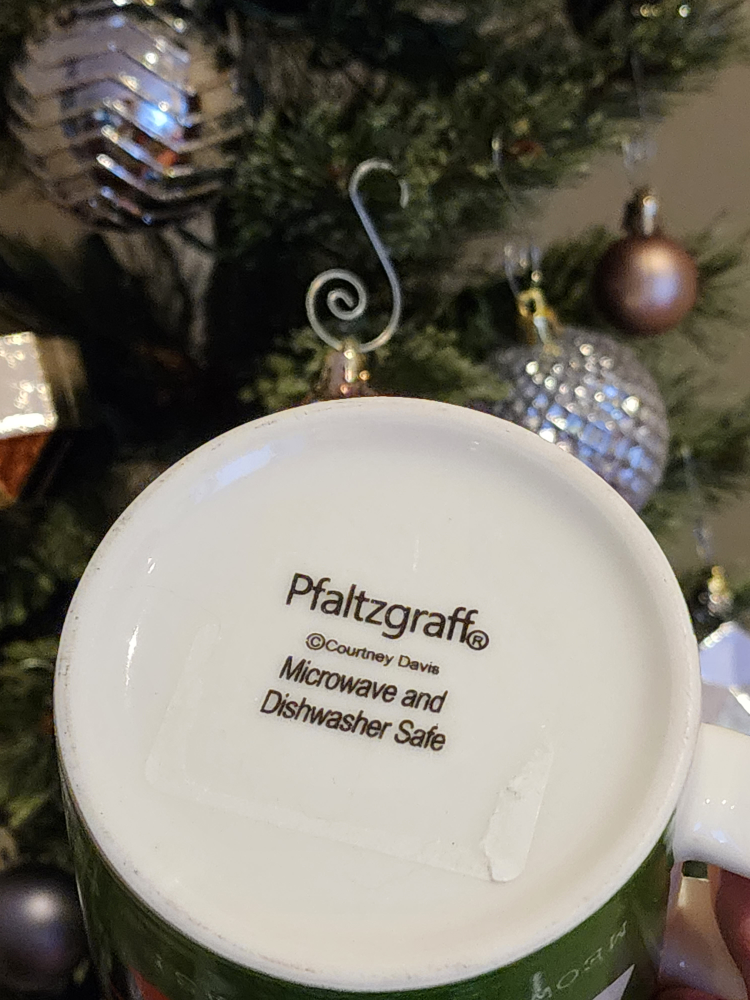 Pfaltzgraff®
©Courtney Davis
Microwave and
Dishwasher Safe